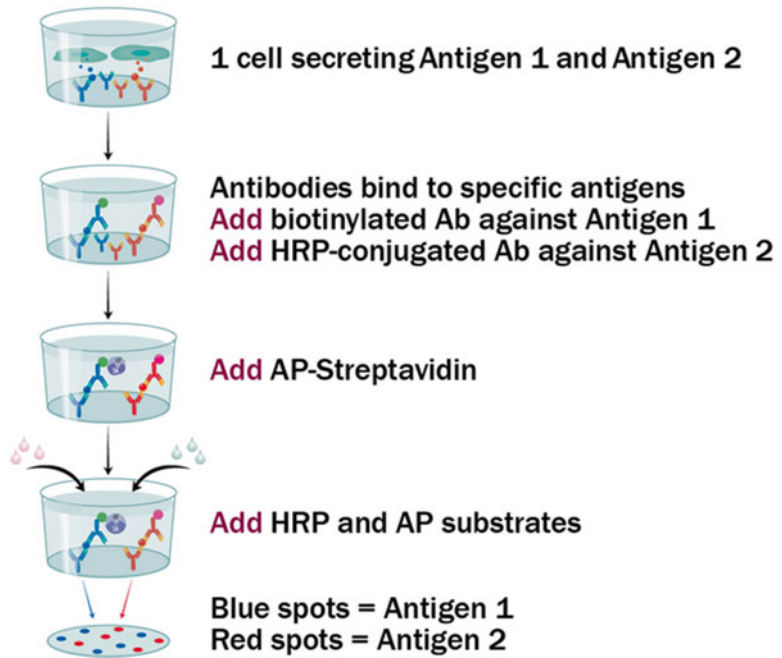 1 cell secreting Antigen 1 and Antigen 2
Antibodies bind to specific antigens
Add biotinylated Ab against Antigen 1
Add HRP-conjugated Ab against Antigen 2
Add AP-Streptavidin
Add HRP and AP substrates
Blue spots = Antigen 1
Red spots = Antigen 2